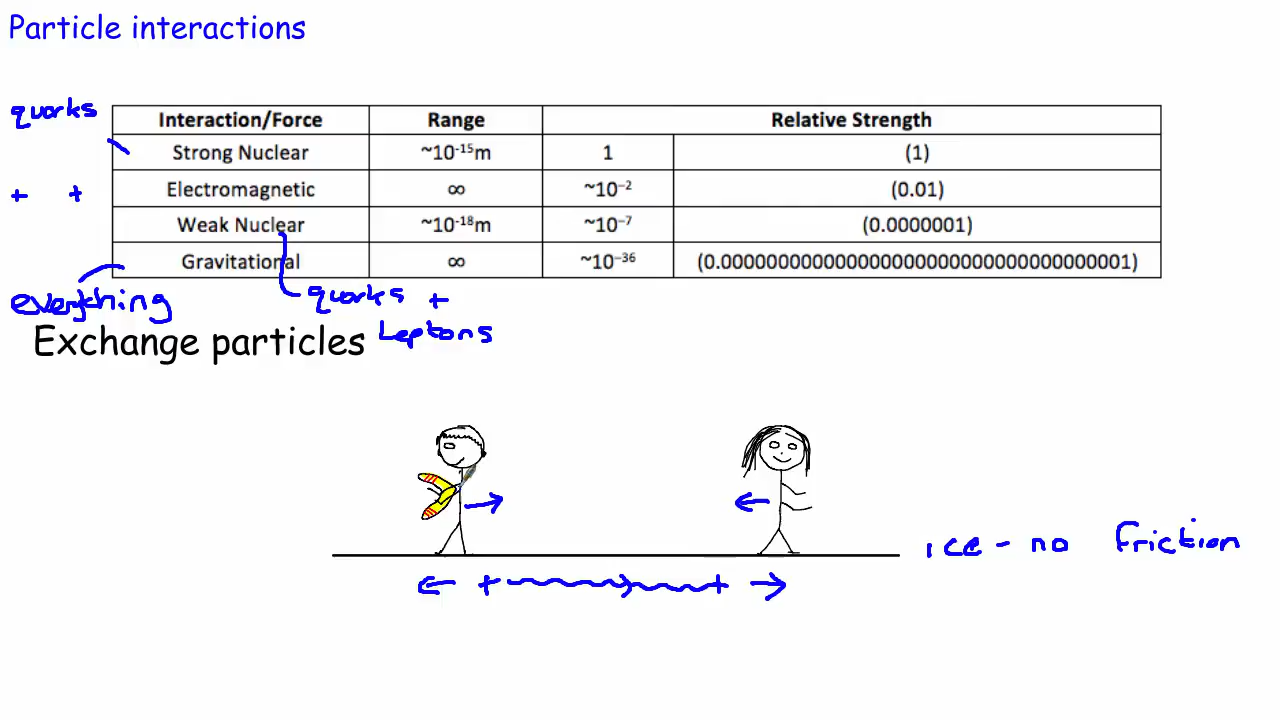 Particle interactions
quarks
Interaction/Force Range Relative Strength
Strong Nuclear ~10⁻¹⁵m 1 (1)
+ + Electromagnetic ∞ ~10⁻² (0.01)
Weak Nuclear ~10⁻¹⁸m ~10⁻⁷ (0.0000001)
Gravitational ∞ ~10⁻³⁶ (0.000000000000000000000000000000000001)
everything quarks +
Leptons
Exchange particles
ice - no friction
+ +